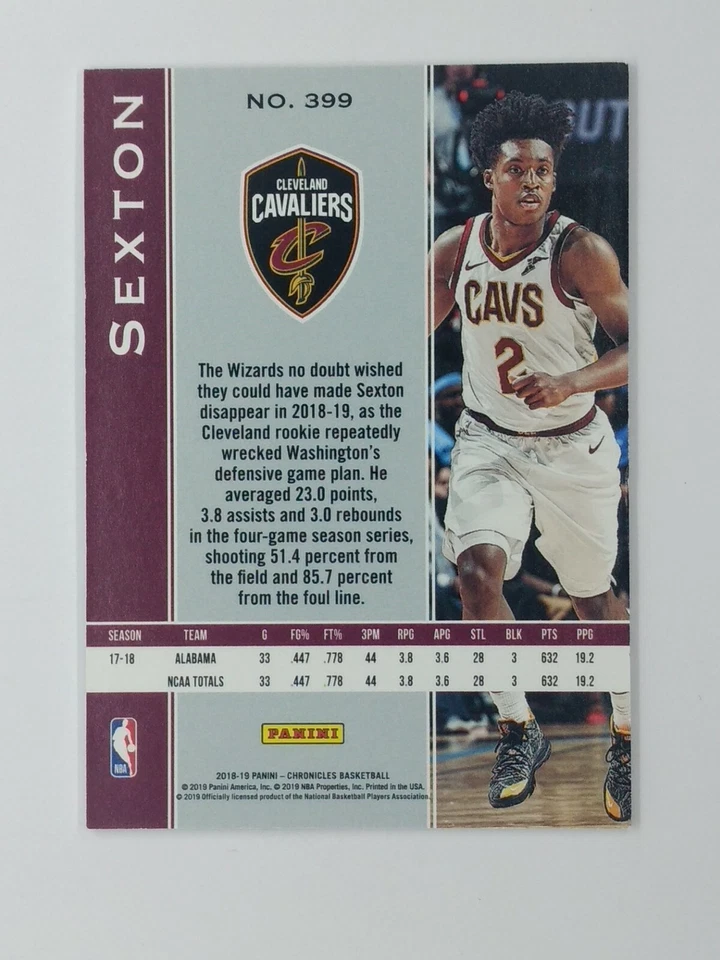 SEXTON
NO. 399
CLEVELAND
CAVALIERS
C
OUT
CAVS
2
The Wizards no doubt wished
they could have made Sexton
disappear in 2018-19, as the
Cleveland rookie repeatedly
wrecked Washington's
defensive game plan. He
averaged 23.0 points,
3.8 assists and 3.0 rebounds
in the four-game season series,
shooting 51.4 percent from
the field and 85.7 percent
from the foul line.
SEASON TEAM G FG% FT% 3PM RPG APG STL BLK PTS PPG
17-18 ALABAMA 33 .447 .778 44 3.8 3.6 28 3 632 19.2
NCAA TOTALS 33 .447 .778 44 3.8 3.6 28 3 632 19.2
NBA
PANINI
2018-19 PANINI – CHRONICLES BASKETBALL
© 2019 Panini America, Inc. © 2019 NBA Properties, Inc. Printed in the USA.
© 2019 Officially licensed product of the National Basketball Players Association.